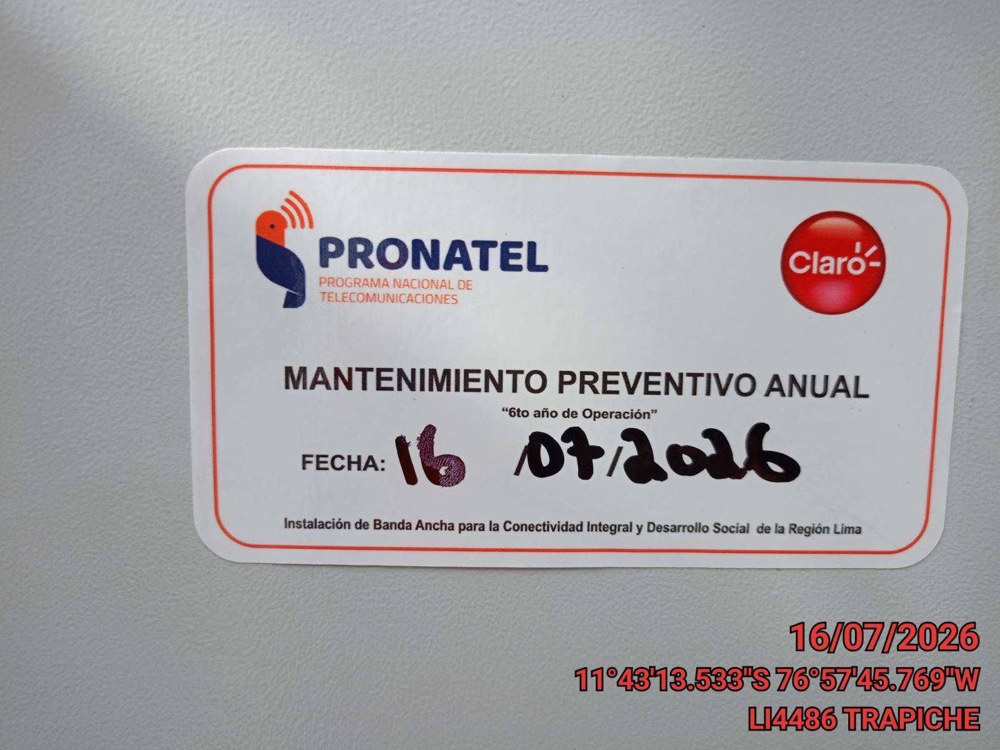 PRONATEL
PROGRAMA NACIONAL DE
TELECOMUNICACIONES
Claro
MANTENIMIENTO PREVENTIVO ANUAL
"6to año de Operación"
FECHA: 16 /07/2026
Instalación de Banda Ancha para la Conectividad Integral y Desarrollo Social de la Región Lima
16/07/2026
11°43'13.533"S 76°57'45.769"W
LI4486 TRAPICHE